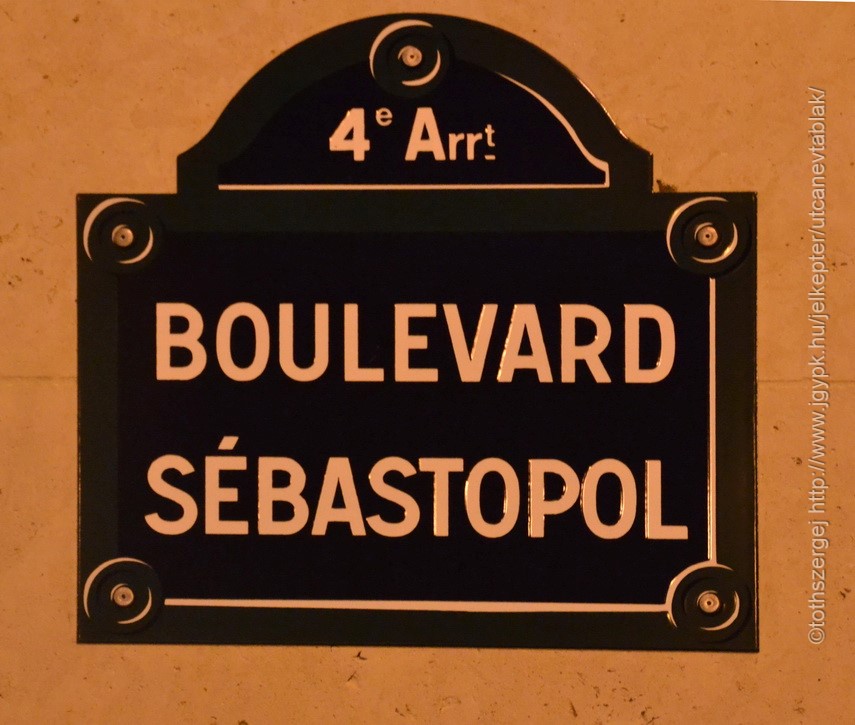 4e Arrt
BOULEVARD
SÉBASTOPOL
©tothszergej http://www.jgypk.hu/jelkepter/utcanevtablak/